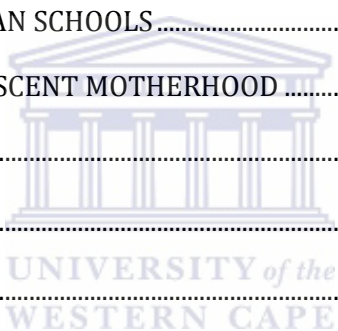 AN SCHOOLS ................................
SCENT MOTHERHOOD .........
................................................................
................................................................
UNIVERSITY of the
................................................................
WESTERN CAPE